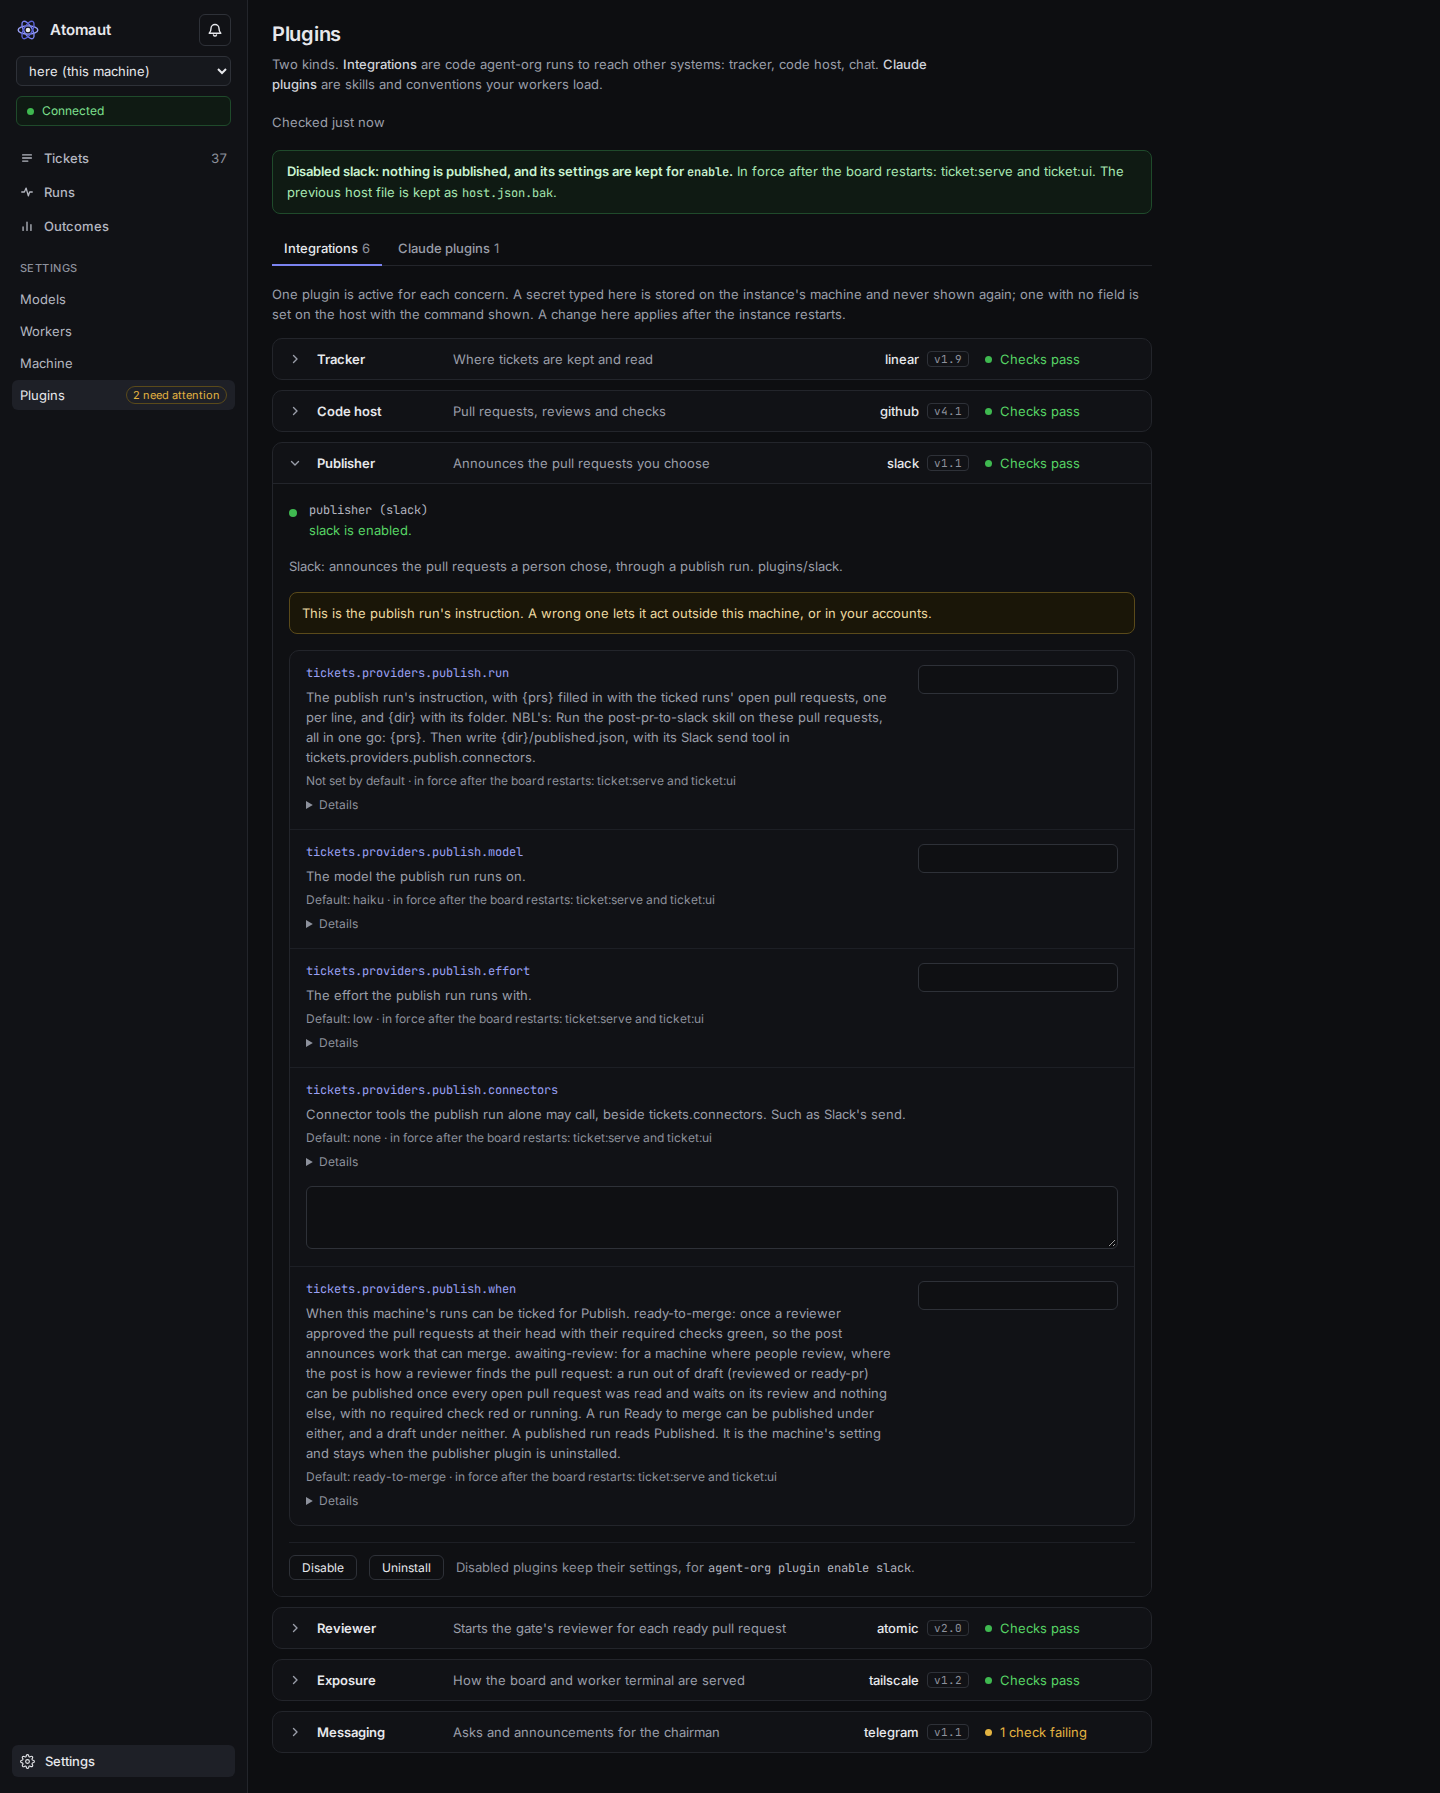 Atomaut
here (this machine)
Connected
Tickets 37
Runs
Outcomes
SETTINGS
Models
Workers
Machine
Plugins 2 need attention
Settings
Plugins
Two kinds. Integrations are code agent-org runs to reach other systems: tracker, code host, chat. Claude
plugins are skills and conventions your workers load.
Checked just now
Disabled slack: nothing is published, and its settings are kept for enable. In force after the board restarts: ticket:serve and ticket:ui. The
previous host file is kept as host.json.bak.
Integrations 6 Claude plugins 1
One plugin is active for each concern. A secret typed here is stored on the instance's machine and never shown again; one with no field is
set on the host with the command shown. A change here applies after the instance restarts.
Tracker Where tickets are kept and read linear v1.9 Checks pass
Code host Pull requests, reviews and checks github v4.1 Checks pass
Publisher Announces the pull requests you choose slack v1.1 Checks pass
publisher (slack)
slack is enabled.
Slack: announces the pull requests a person chose, through a publish run. plugins/slack.
This is the publish run's instruction. A wrong one lets it act outside this machine, or in your accounts.
tickets.providers.publish.run
The publish run's instruction, with {prs} filled in with the ticked runs' open pull requests, one
per line, and {dir} with its folder. NBL's: Run the post-pr-to-slack skill on these pull requests,
all in one go: {prs}. Then write {dir}/published.json, with its Slack send tool in
tickets.providers.publish.connectors.
Not set by default · in force after the board restarts: ticket:serve and ticket:ui
Details
tickets.providers.publish.model
The model the publish run runs on.
Default: haiku · in force after the board restarts: ticket:serve and ticket:ui
Details
tickets.providers.publish.effort
The effort the publish run runs with.
Default: low · in force after the board restarts: ticket:serve and ticket:ui
Details
tickets.providers.publish.connectors
Connector tools the publish run alone may call, beside tickets.connectors. Such as Slack's send.
Default: none · in force after the board restarts: ticket:serve and ticket:ui
Details
tickets.providers.publish.when
When this machine's runs can be ticked for Publish. ready-to-merge: once a reviewer
approved the pull requests at their head with their required checks green, so the post
announces work that can merge. awaiting-review: for a machine where people review, where
the post is how a reviewer finds the pull request: a run out of draft (reviewed or ready-pr)
can be published once every open pull request was read and waits on its review and nothing
else, with no required check red or running. A run Ready to merge can be published under
either, and a draft under neither. A published run reads Published. It is the machine's setting
and stays when the publisher plugin is uninstalled.
Default: ready-to-merge · in force after the board restarts: ticket:serve and ticket:ui
Details
Disable Uninstall Disabled plugins keep their settings, for agent-org plugin enable slack.
Reviewer Starts the gate's reviewer for each ready pull request atomic v2.0 Checks pass
Exposure How the board and worker terminal are served tailscale v1.2 Checks pass
Messaging Asks and announcements for the chairman telegram v1.1 1 check failing